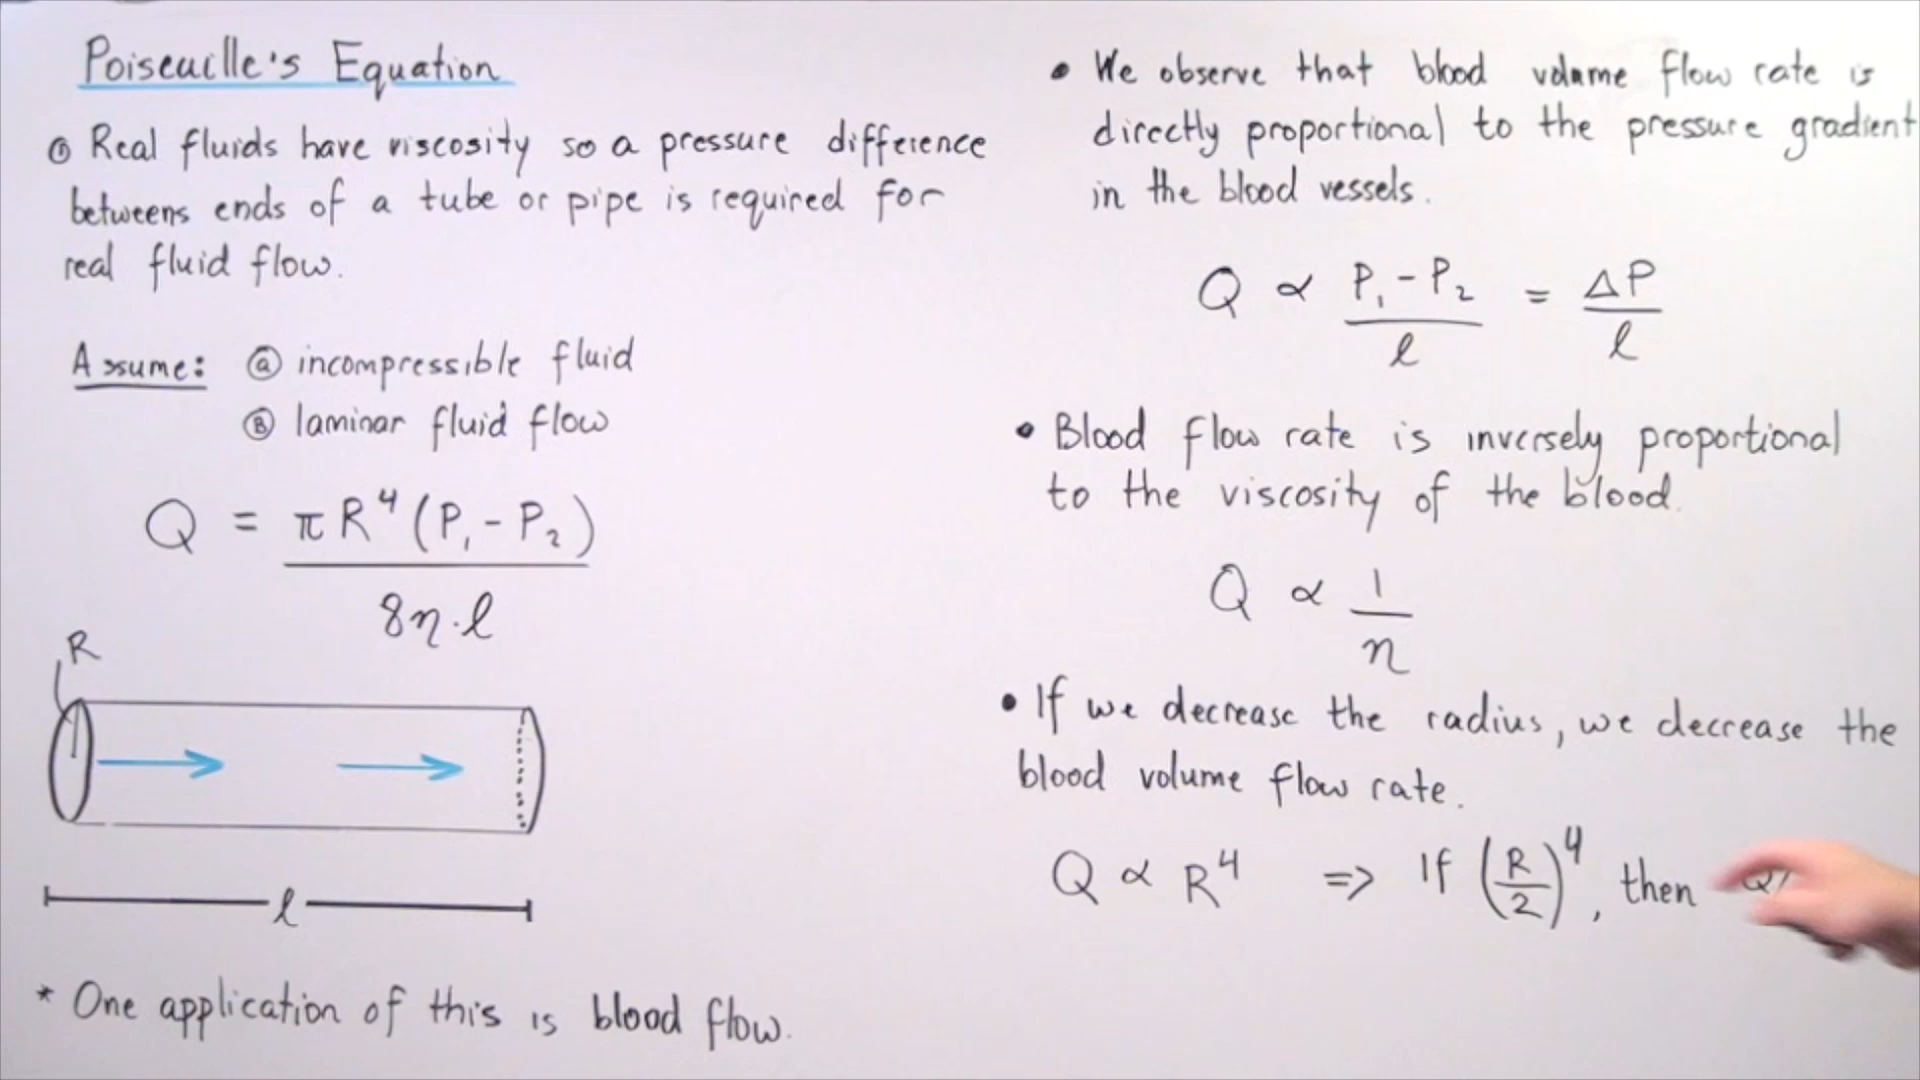 Poiseuille's Equation
① Real fluids have viscosity so a pressure difference
betweens ends of a tube or pipe is required for
real fluid flow.
Assume: ⓐ incompressible fluid
Ⓑ laminar fluid flow
Q = πR⁴(P₁-P₂)
8η·l
R
l
* One application of this is blood flow.
• We observe that blood volume flow rate is
directly proportional to the pressure gradient
in the blood vessels.
Q ∝ P₁-P₂ = ΔP
l l
• Blood flow rate is inversely proportional
to the viscosity of the blood.
Q ∝ 1
η
• If we decrease the radius, we decrease the
blood volume flow rate.
Q ∝ R⁴ => If (R/2)⁴, then